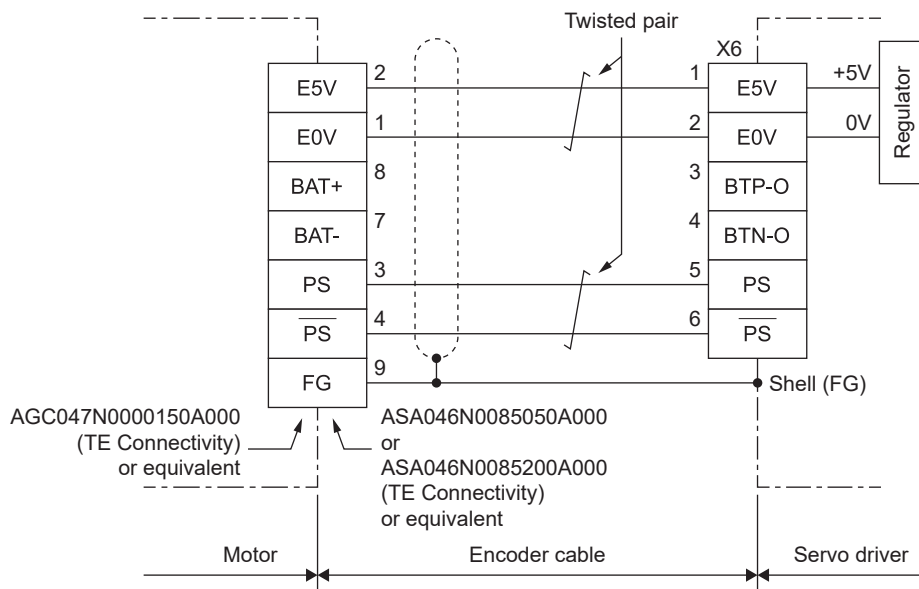 Twisted pair
X6
E5V 2 1 E5V +5V
E0V 1 2 E0V 0V
Regulator
BAT+ 8 3 BTP-O
BAT- 7 4 BTN-O
PS 3 5 PS
PS 4 6 PS
FG 9 Shell (FG)
AGC047N0000150A000
(TE Connectivity)
or equivalent
ASA046N0085050A000
or
ASA046N0085200A000
(TE Connectivity)
or equivalent
Motor Encoder cable Servo driver